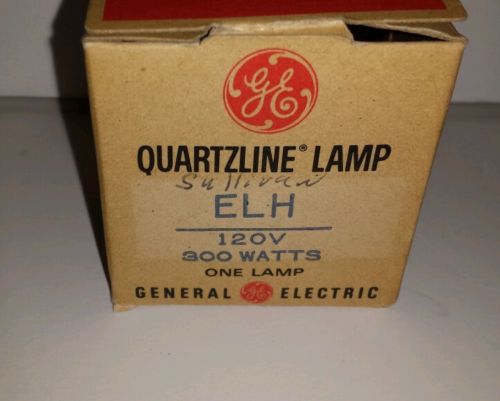 GE
QUARTZLINE® LAMP
Sullivan
ELH
120V
300 WATTS
ONE LAMP
GENERAL GE ELECTRIC